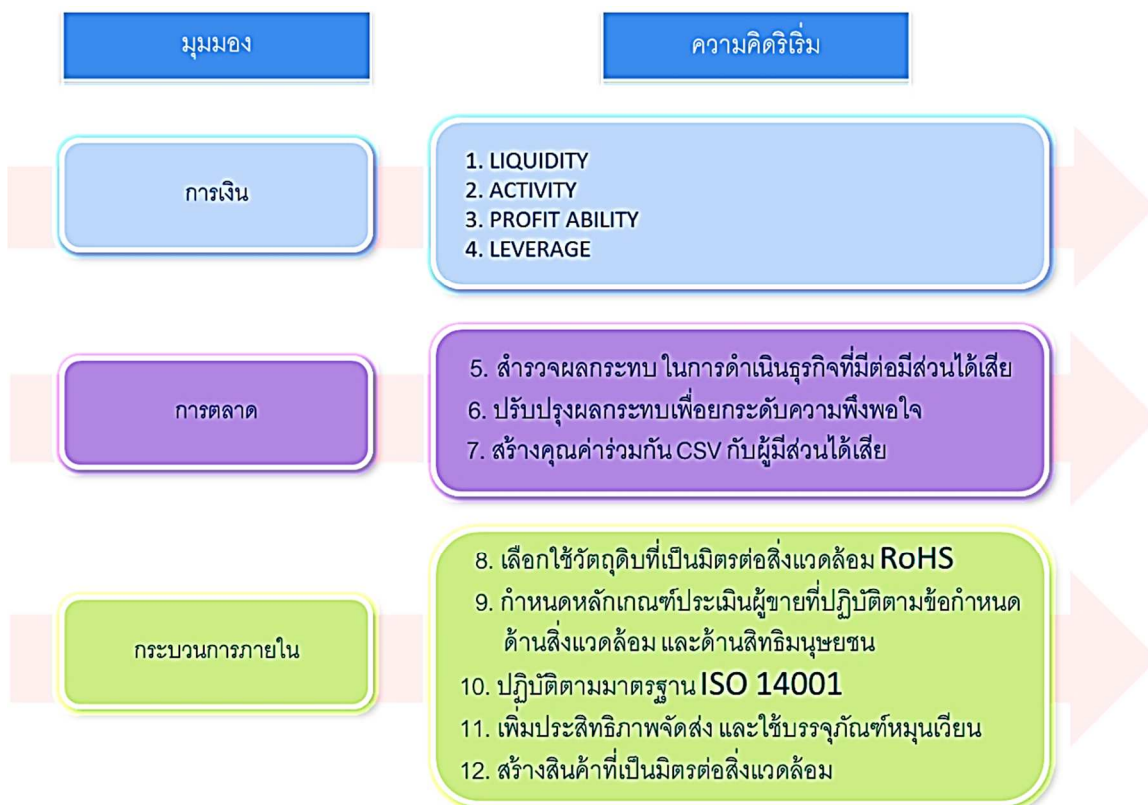 มุมมอง
ความคิดริเริ่ม
การเงิน
1. LIQUIDITY
2. ACTIVITY
3. PROFIT ABILITY
4. LEVERAGE
การตลาด
5. สำรวจผลกระทบ ในการดำเนินธุรกิจที่มีต่อมีส่วนได้เสีย
6. ปรับปรุงผลกระทบเพื่อยกระดับความพึงพอใจ
7. สร้างคุณค่าร่วมกัน CSV กับผู้มีส่วนได้เสีย
กระบวนการภายใน
8. เลือกใช้วัตถุดิบที่เป็นมิตรต่อสิ่งแวดล้อม RoHS
9. กำหนดหลักเกณฑ์ประเมินผู้ขายที่ปฏิบัติตามข้อกำหนด
ด้านสิ่งแวดล้อม และด้านสิทธิมนุษยชน
10. ปฏิบัติตามมาตรฐาน ISO 14001
11. เพิ่มประสิทธิภาพจัดส่ง และใช้บรรจุภัณฑ์หมุนเวียน
12. สร้างสินค้าที่เป็นมิตรต่อสิ่งแวดล้อม